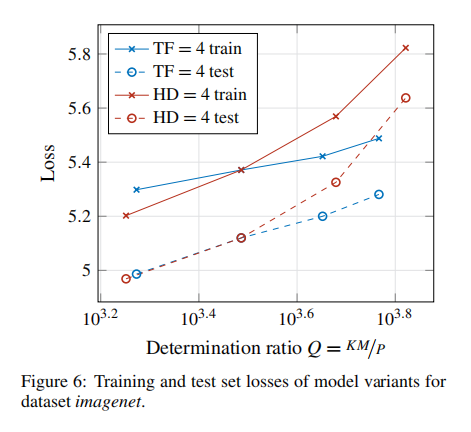 5.8
5.6
5.4
5.2
5
Loss
TF = 4 train
TF = 4 test
HD = 4 train
HD = 4 test
10^3.2 10^3.4 10^3.6 10^3.8
Determination ratio Q = KM/P
Figure 6: Training and test set losses of model variants for
dataset imagenet.